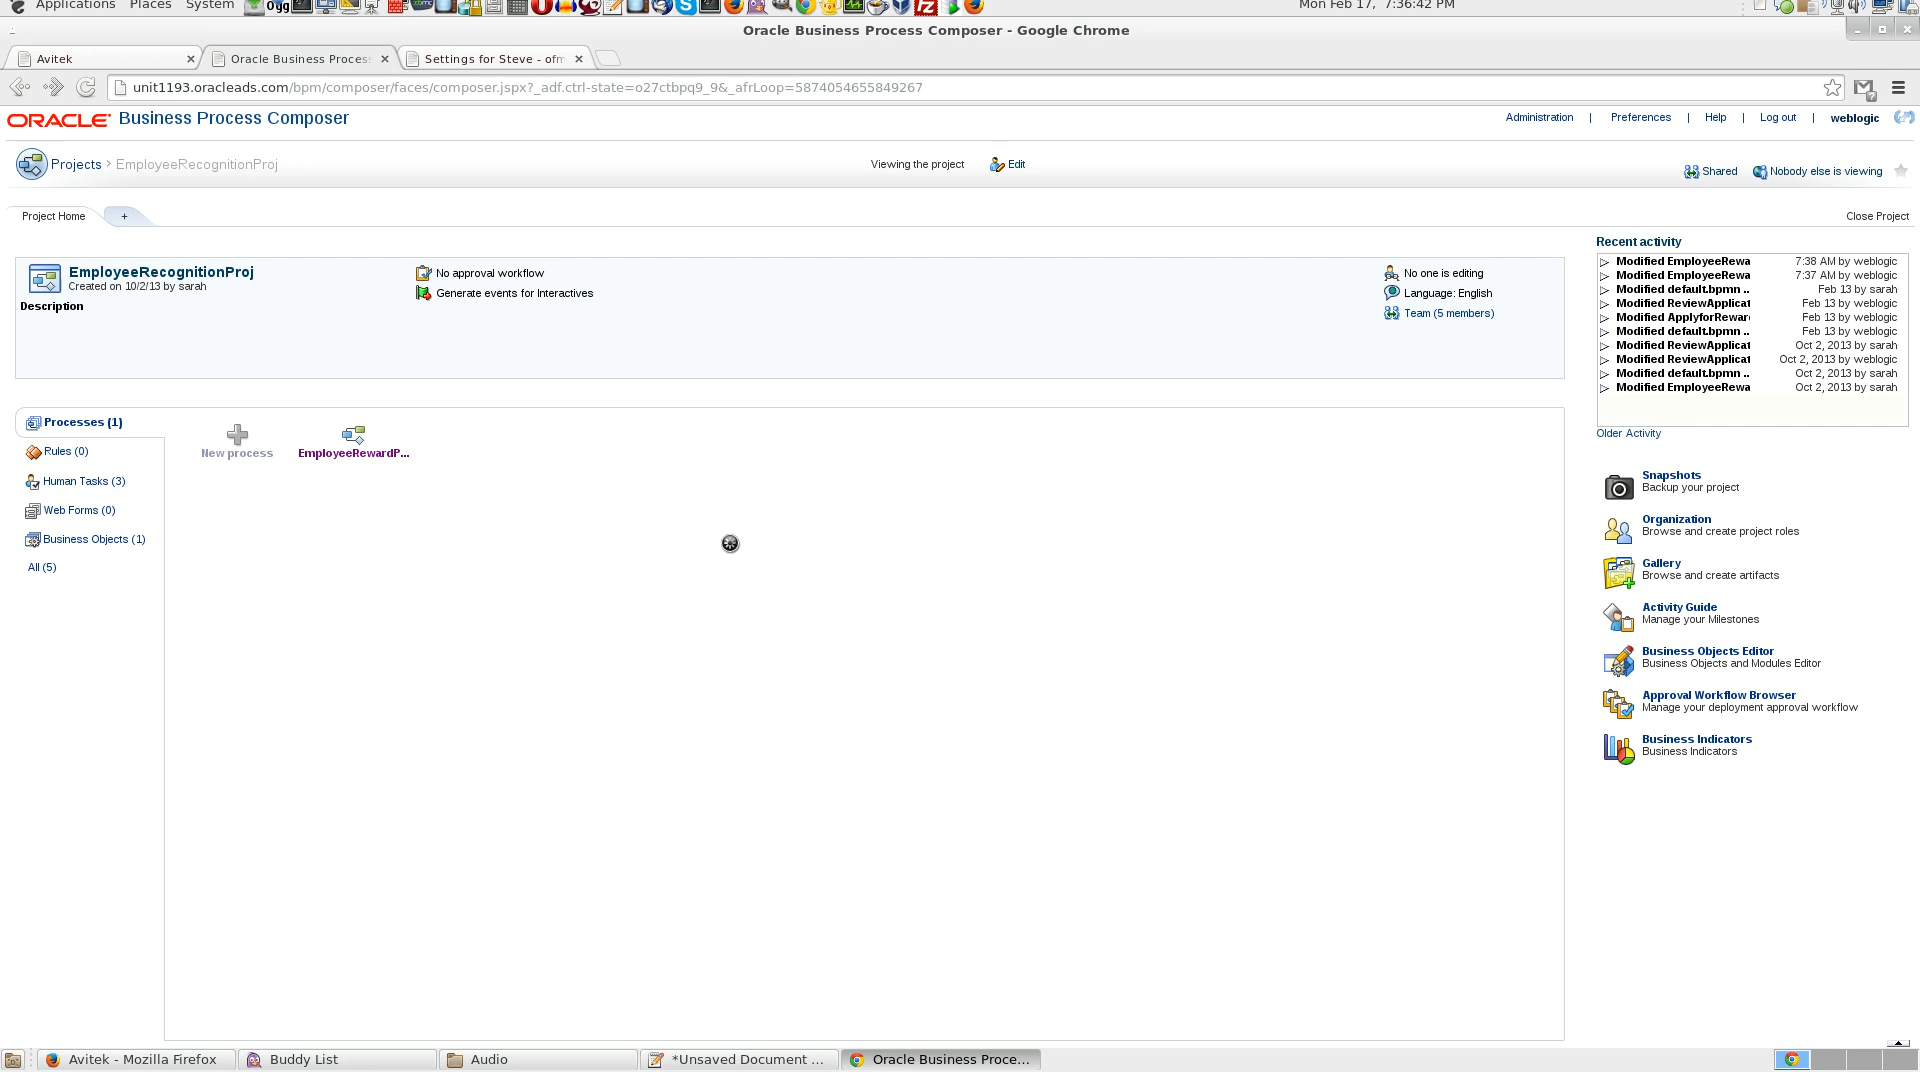 Applications Places System Ogg Mon Feb 17, 7:36:42 PM
Oracle Business Process Composer - Google Chrome
Avitek Oracle Business Proces Settings for Steve - ofm
unit1193.oracleads.com/bpm/composer/faces/composer.jspx?_adf.ctrl-state=o27ctbpq9_9&_afrLoop=5874054655849267
ORACLE Business Process Composer Administration | Preferences | Help | Log out | weblogic
Projects > EmployeeRecognitionProj Viewing the project Edit Shared Nobody else is viewing
Project Home + Close Project
EmployeeRecognitionProj
Created on 10/2/13 by sarah
Description
No approval workflow
Generate events for Interactives
No one is editing
Language: English
Team (5 members)
Processes (1)
Rules (0)
Human Tasks (3)
Web Forms (0)
Business Objects (1)
All (5)
New process EmployeeRewardP...
Recent activity
Modified EmployeeRewa 7:38 AM by weblogic
Modified EmployeeRewa 7:37 AM by weblogic
Modified default.bpmn .. Feb 13 by sarah
Modified ReviewApplicat Feb 13 by weblogic
Modified ApplyforRewar Feb 13 by weblogic
Modified default.bpmn .. Feb 13 by weblogic
Modified ReviewApplicat Oct 2, 2013 by sarah
Modified ReviewApplicat Oct 2, 2013 by weblogic
Modified default.bpmn .. Oct 2, 2013 by sarah
Modified EmployeeRewa Oct 2, 2013 by sarah
Older Activity
Snapshots
Backup your project
Organization
Browse and create project roles
Gallery
Browse and create artifacts
Activity Guide
Manage your Milestones
Business Objects Editor
Business Objects and Modules Editor
Approval Workflow Browser
Manage your deployment approval workflow
Business Indicators
Business Indicators
Avitek - Mozilla Firefox Buddy List Audio *Unsaved Document ... Oracle Business Proce...